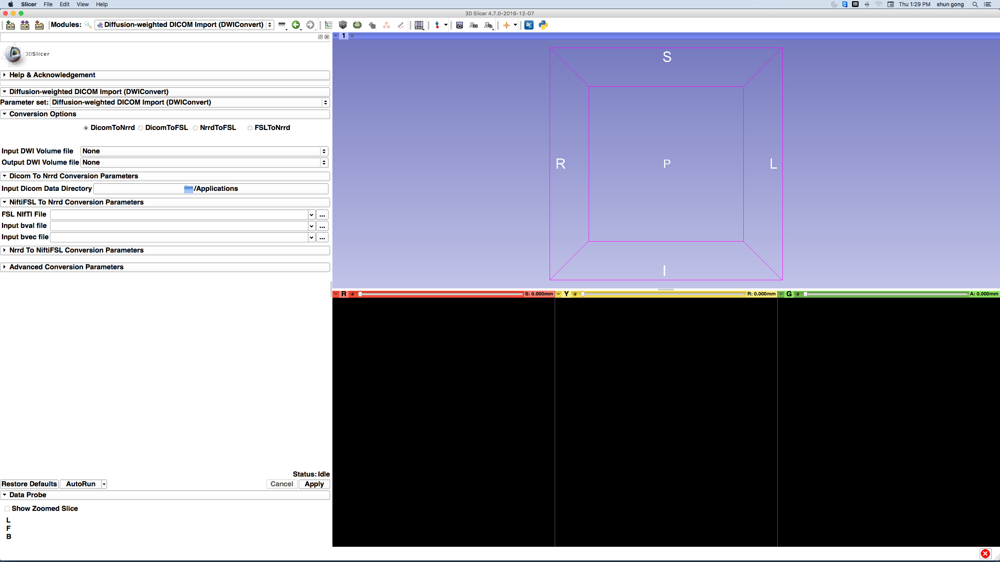 Slicer File Edit View Help Thu 1:29 PM shun gong
3D Slicer 4.7.0-2016-12-07
DATA DCM SAVE Modules: Diffusion-weighted DICOM Import (DWIConvert)
1
3DSlicer
Help & Acknowledgement
Diffusion-weighted DICOM Import (DWIConvert)
Parameter set: Diffusion-weighted DICOM Import (DWIConvert)
Conversion Options
DicomToNrrd DicomToFSL NrrdToFSL FSLToNrrd
Input DWI Volume file None
Output DWI Volume file None
Dicom To Nrrd Conversion Parameters
Input Dicom Data Directory /Applications
NiftiFSL To Nrrd Conversion Parameters
FSL NIfTI File ...
Input bval file ...
Input bvec file ...
Nrrd To NiftiFSL Conversion Parameters
Advanced Conversion Parameters
Status: Idle
Restore Defaults AutoRun Cancel Apply
Data Probe
Show Zoomed Slice
L
F
B
S
R P L
I
R S: 0.000mm Y R: 0.000mm G A: 0.000mm